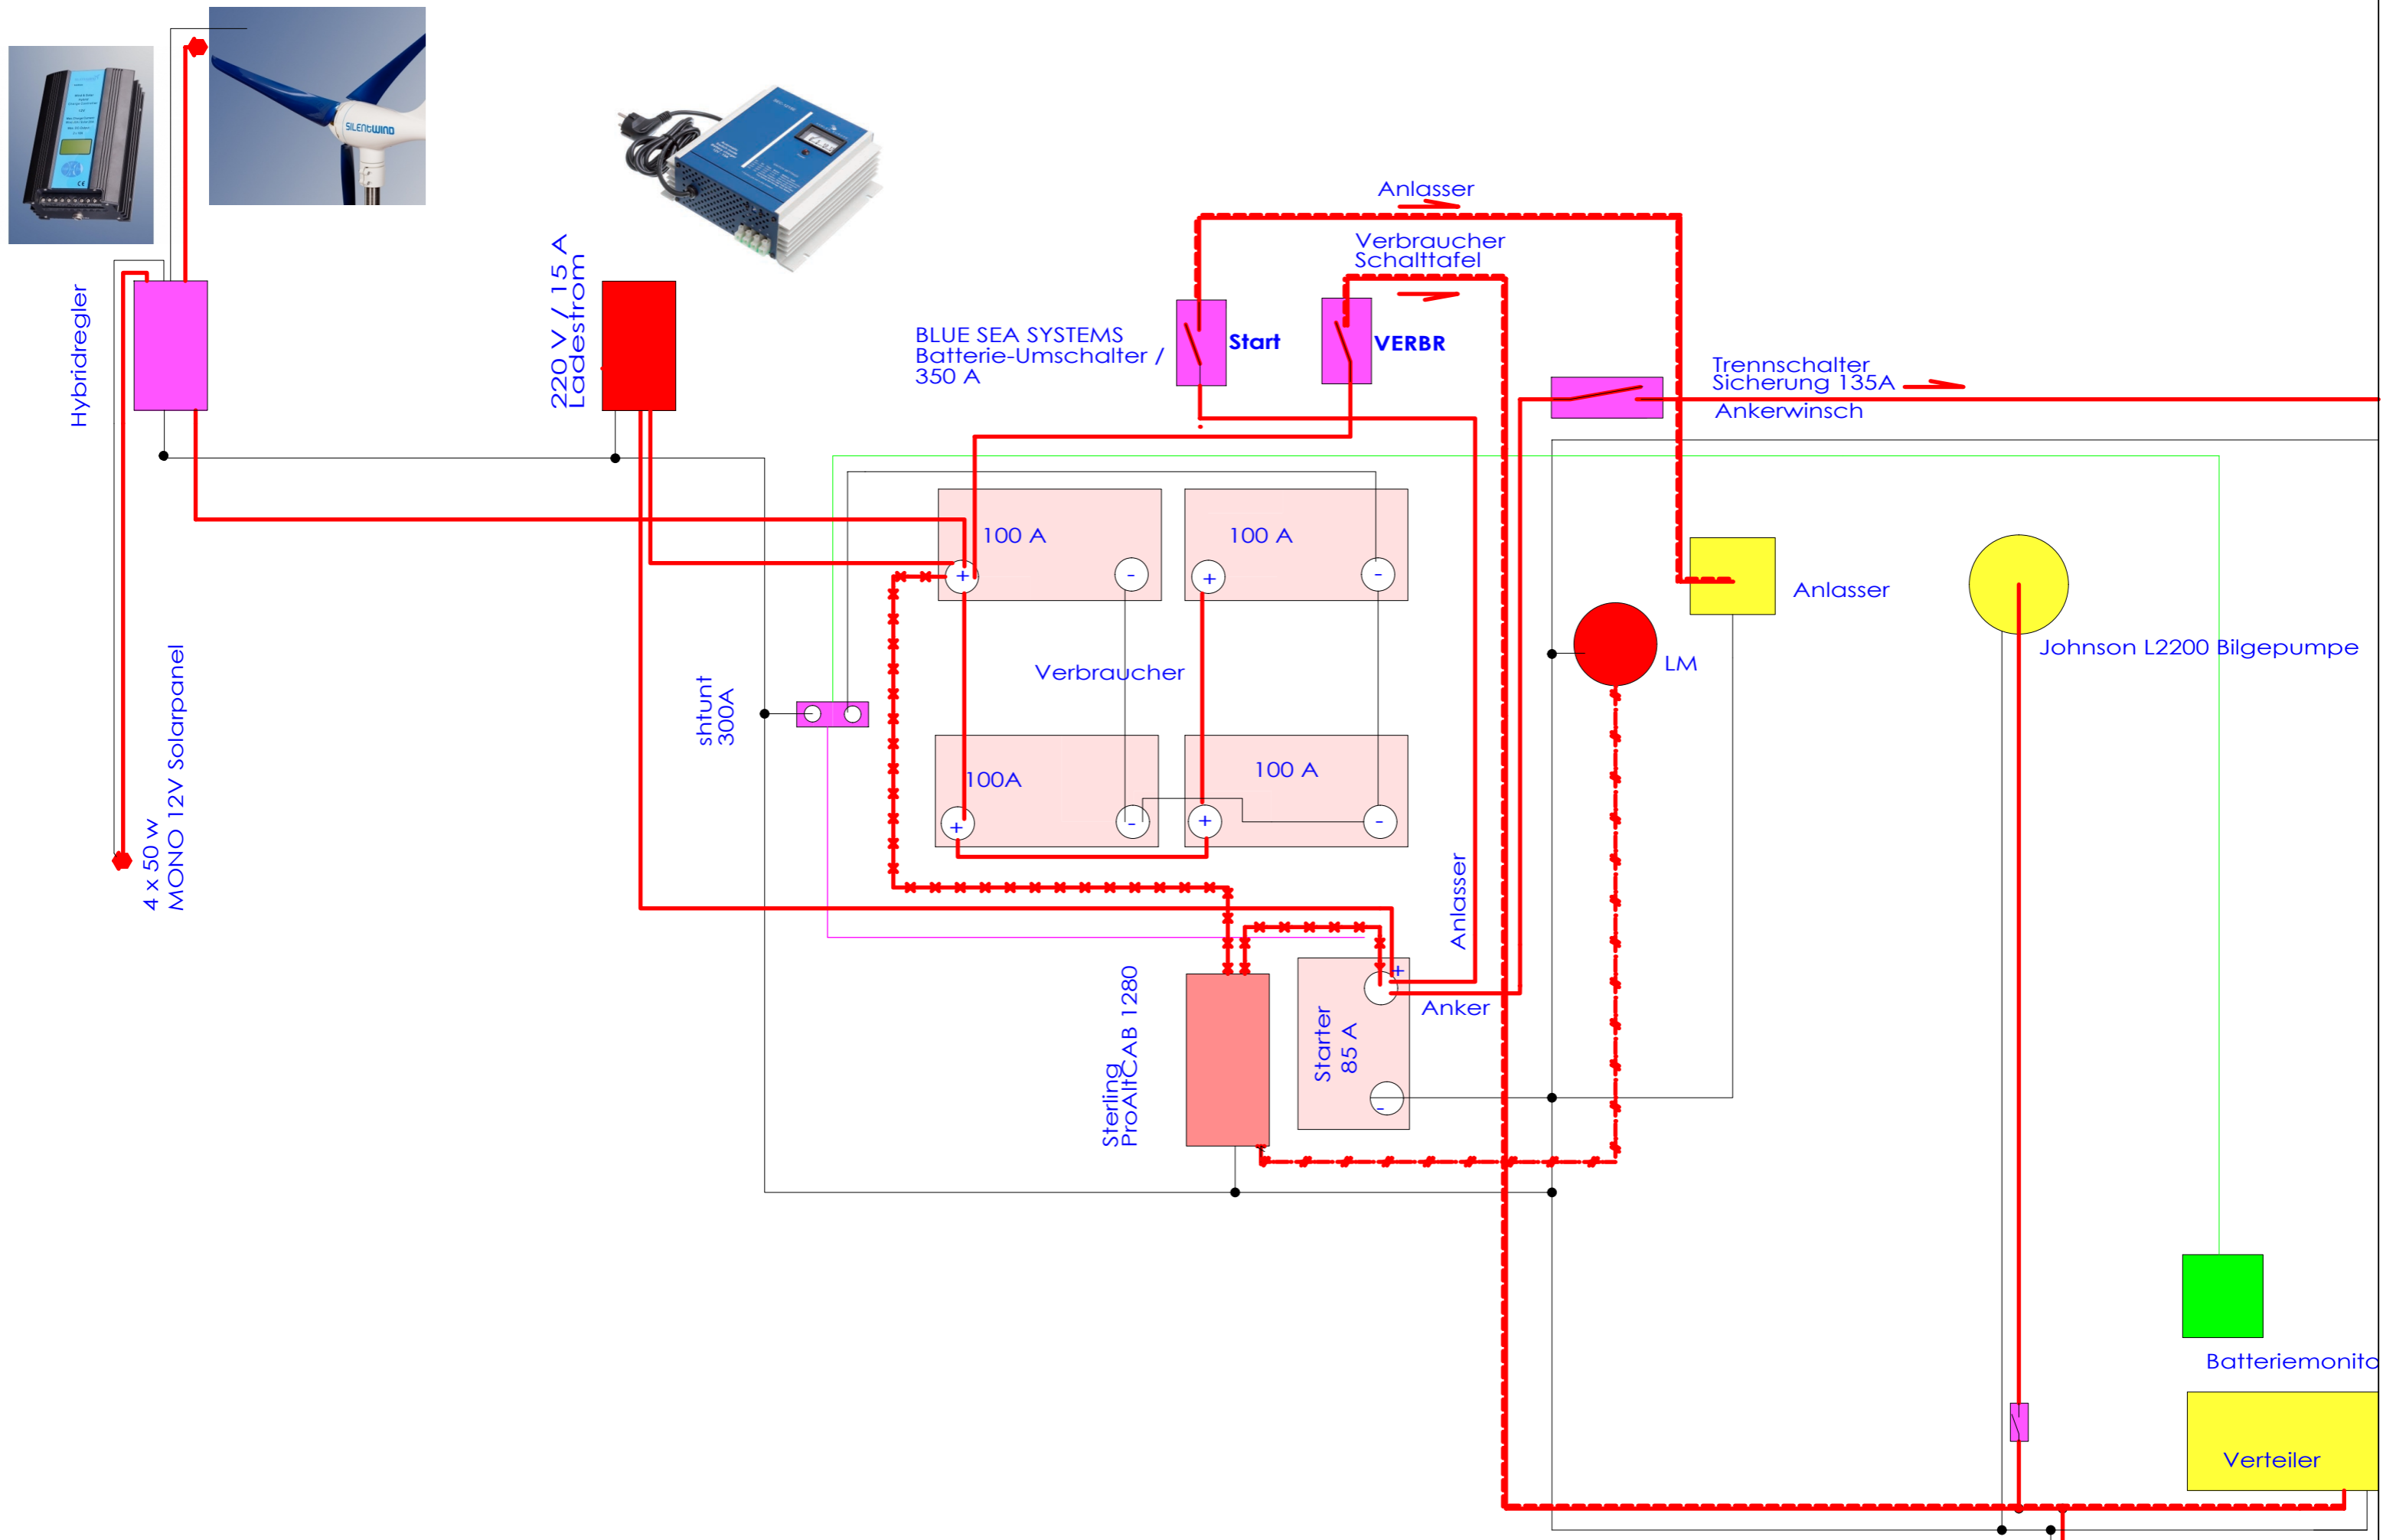 SILENTWIND
Anlasser
Verbraucher
Schalttafel
Hybridregler
220 V / 15 A
Ladestrom
BLUE SEA SYSTEMS
Batterie-Umschalter /
350 A
Start
VERBR
Trennschalter
Sicherung 135A
Ankerwinsch
100 A
100 A
+
-
+
-
Anlasser
Johnson L2200 Bilgepumpe
LM
Verbraucher
shtunt
300A
4 x 50 w
MONO 12V Solarpanel
100A
100 A
+
-
+
-
Anlasser
Sterling
ProAltCAB 1280
+
Anker
Starter
85 A
-
Batteriemonito
Verteiler